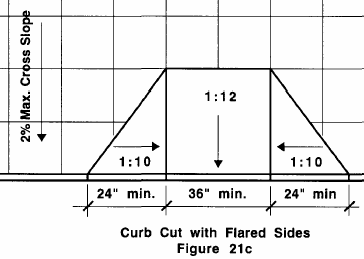 2% Max. Cross Slope
1:12
1:10
1:10
24" min.
36" min.
24" min
Curb Cut with Flared Sides
Figure 21c